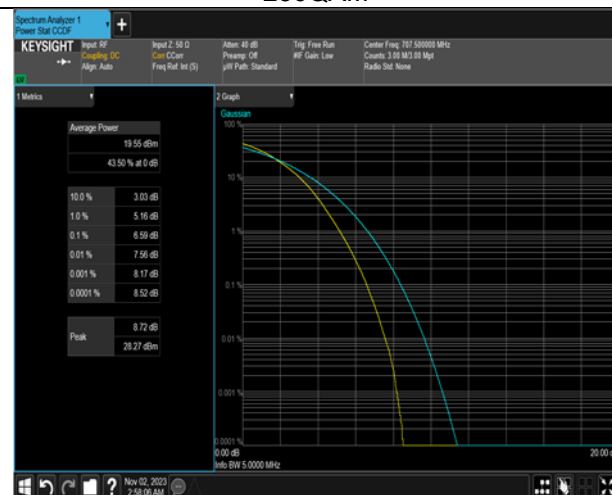 Spectrum Analyzer 1
Power Stat CCDF
KEYSIGHT
Input: RF
Coupling: DC
Align: Auto
Input Z: 50 Ω
Corr CCorr
Freq Ref: Int (S)
Atten: 40 dB
Preamp: Off
µW Path: Standard
Trig: Free Run
#IF Gain: Low
Center Freq: 707.500000 MHz
Counts: 3.00 M/3.00 Mpt
Radio Std: None
1 Metrics
Average Power
19.55 dBm
43.50 % at 0 dB
10.0 % 3.03 dB
1.0 % 5.16 dB
0.1 % 6.59 dB
0.01 % 7.56 dB
0.001 % 8.17 dB
0.0001 % 8.52 dB
Peak
8.72 dB
28.27 dBm
2 Graph
Gaussian
100 %
10 %
1 %
0.1 %
0.01 %
0.001 %
0.0001 %
0.00 dB
20.00
Info BW 5.0000 MHz
Nov 02, 2023
2:58:06 AM